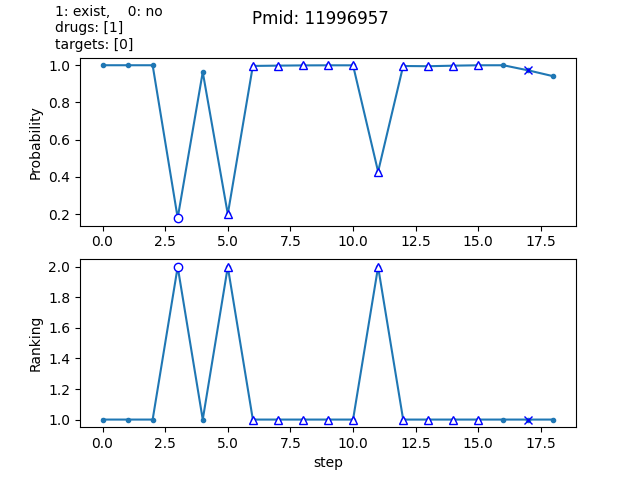 1: exist,    0: no
drugs: [1]
targets: [0]
Pmid: 11996957
Probability
1.0
0.8
0.6
0.4
0.2
0.0 2.5 5.0 7.5 10.0 12.5 15.0 17.5
Ranking
2.0
1.8
1.6
1.4
1.2
1.0
0.0 2.5 5.0 7.5 10.0 12.5 15.0 17.5
step